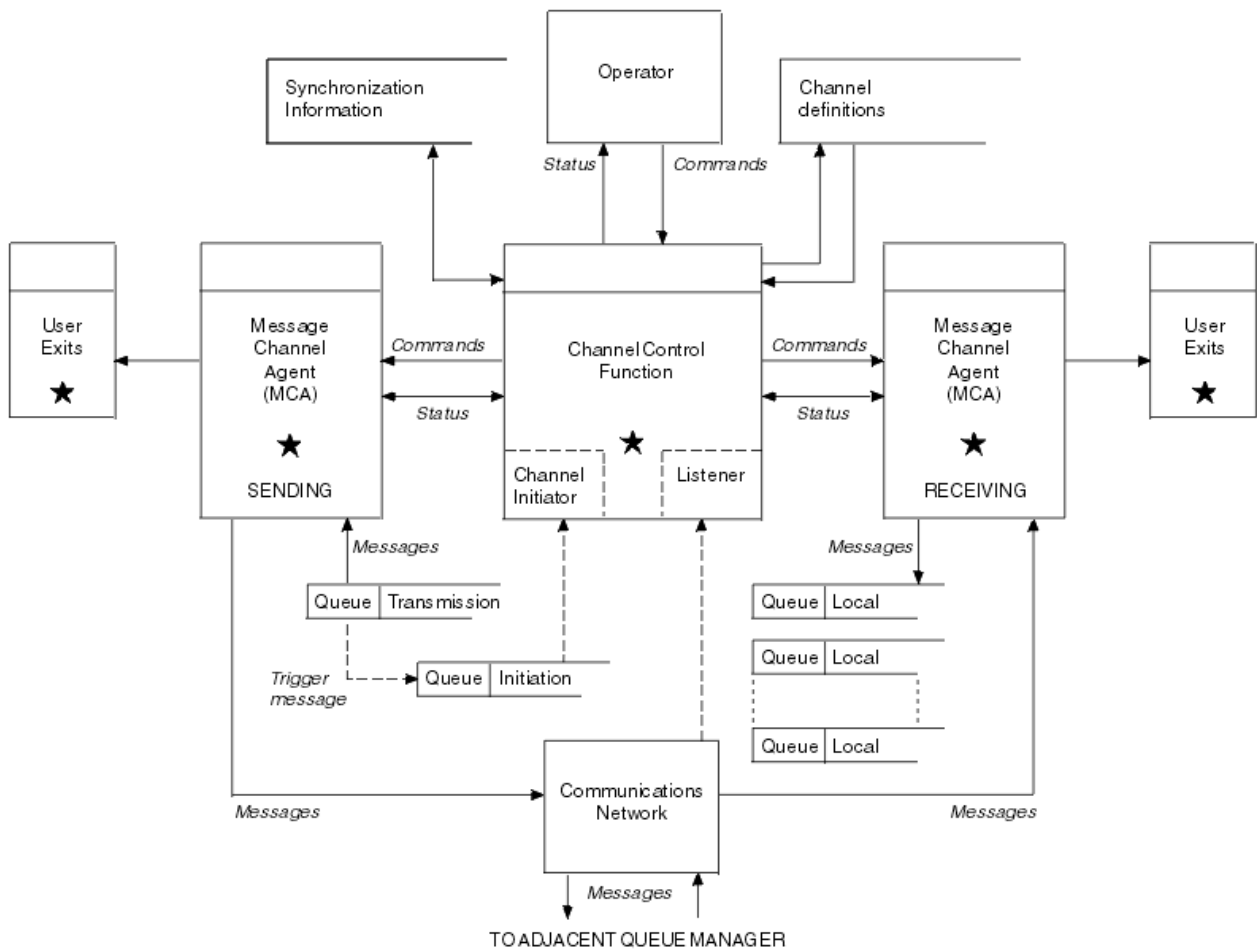 Synchronization
Information
Operator
Channel
definitions
Status
Commands
User
Exits
Message
Channel
Agent
(MCA)
SENDING
Commands
Status
Channel Control
Function
Channel
Initiator
Listener
Commands
Status
Message
Channel
Agent
(MCA)
RECEIVING
User
Exits
Messages
Queue Transmission
Trigger
message
Queue Initiation
Messages
Queue Local
Queue Local
Queue Local
Messages
Communications
Network
Messages
Messages
TO ADJACENT QUEUE MANAGER